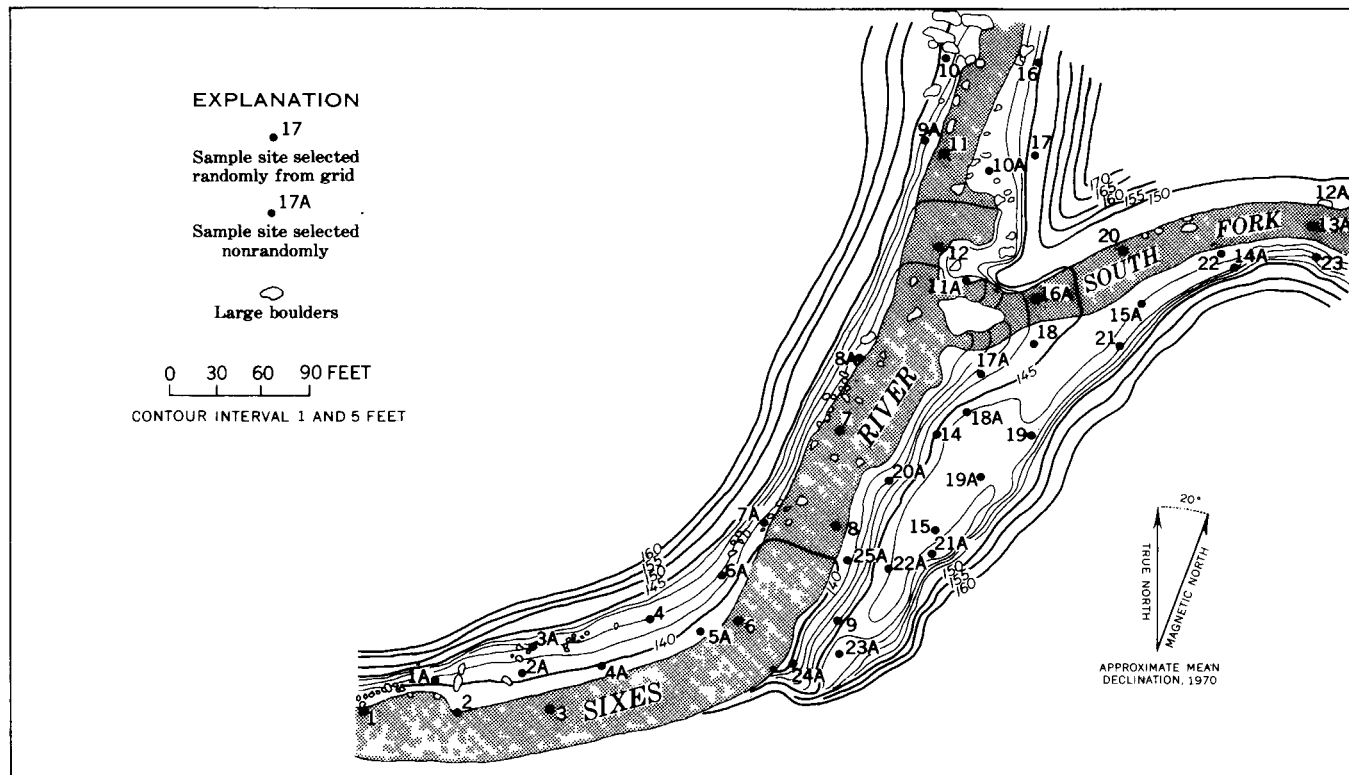 EXPLANATION
17
Sample site selected
randomly from grid
17A
Sample site selected
nonrandomly
Large boulders
0 30 60 90 FEET
CONTOUR INTERVAL 1 AND 5 FEET
10
16
9A
11
10A
17
170
165
160
155
150
12A
13A
SOUTH FORK
20
12
22
14A
23
11A
16A
15A
18
21
8A
17A
145
18A
7
RIVER
14
19
20A
19A
7A
8
15
21A
25A
22A
150
155
160
140
160
155
150
145
6A
4
9
6
5A
140
3A
23A
2A
4A
24A
1A
1
2
3
SIXES
20°
TRUE NORTH
MAGNETIC NORTH
APPROXIMATE MEAN
DECLINATION, 1970